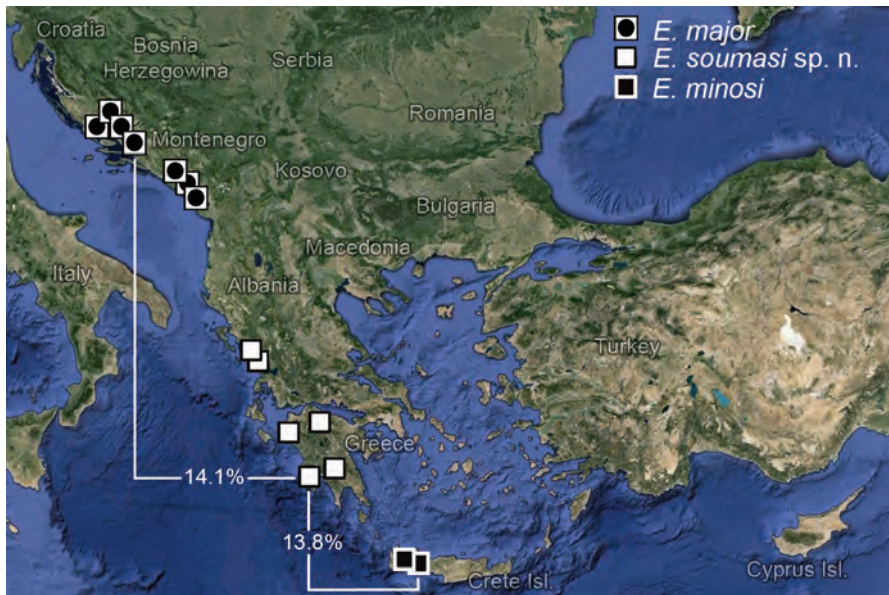 Croatia
Bosnia
Herzegowina
Serbia
E. major
E. soumasi sp. n.
E. minosi
Romania
Montenegro
Kosovo
Bulgaria
Macedonia
Italy
Albania
Turkey
Greece
14.1%
13.8%
Crete Isl.
Cyprus Isl.